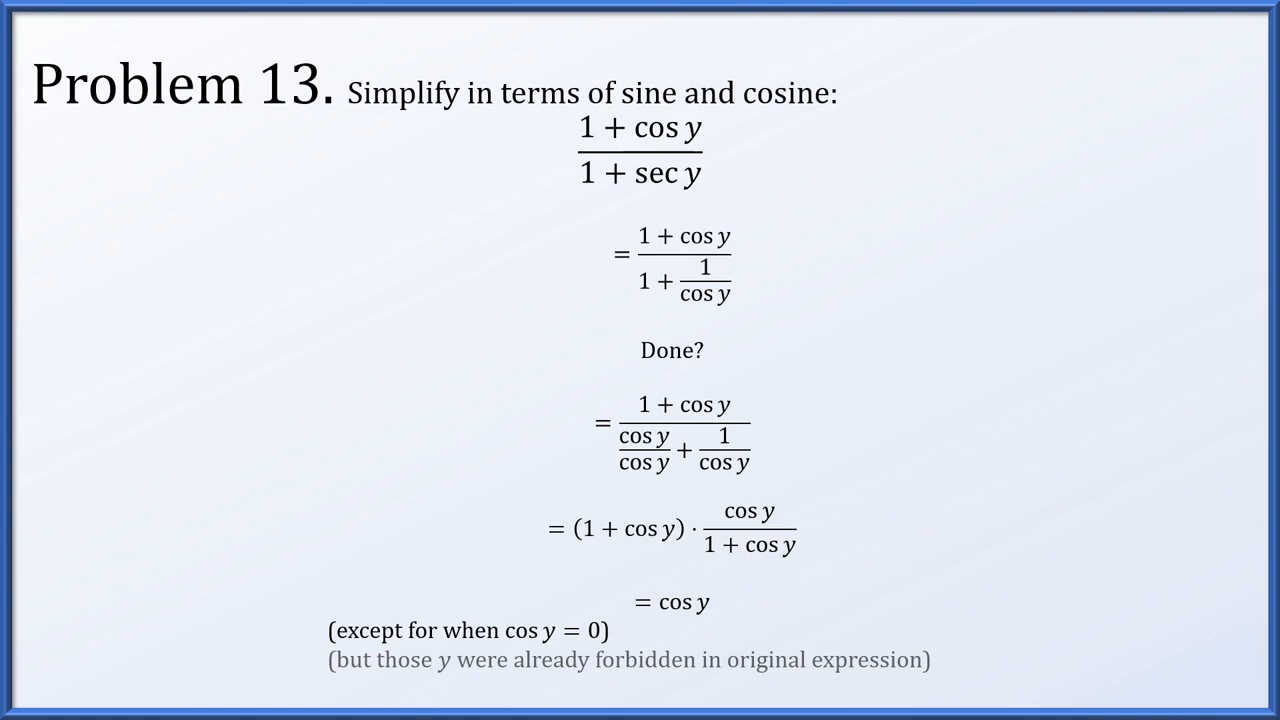 Problem 13. Simplify in terms of sine and cosine:
1 + cos y
1 + sec y
= 1 + cos y
1 + 1
cos y
Done?
= 1 + cos y
cos y + 1
cos y cos y
= (1 + cos y) · cos y
1 + cos y
= cos y
(except for when cos y = 0)
(but those y were already forbidden in original expression)